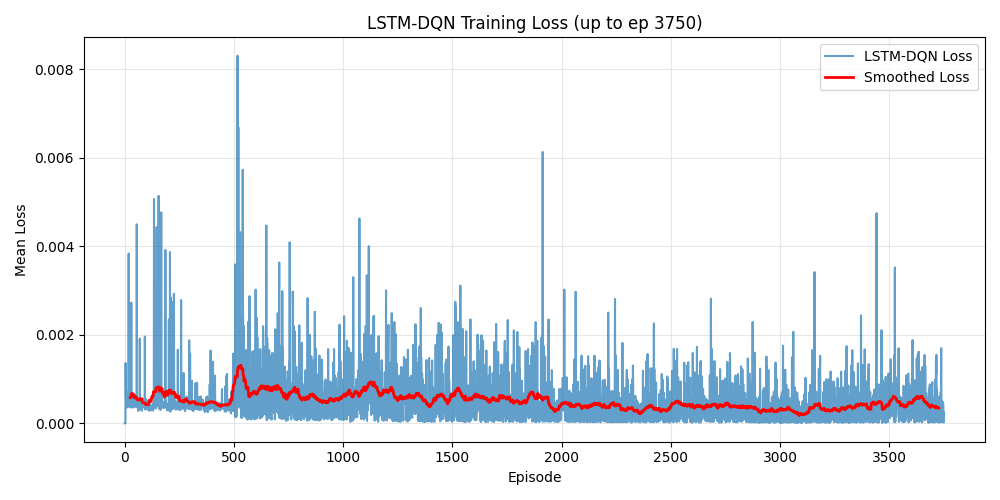 LSTM-DQN Training Loss (up to ep 3750)
LSTM-DQN Loss
Smoothed Loss
Mean Loss
0.008
0.006
0.004
0.002
0.000
0 500 1000 1500 2000 2500 3000 3500
Episode